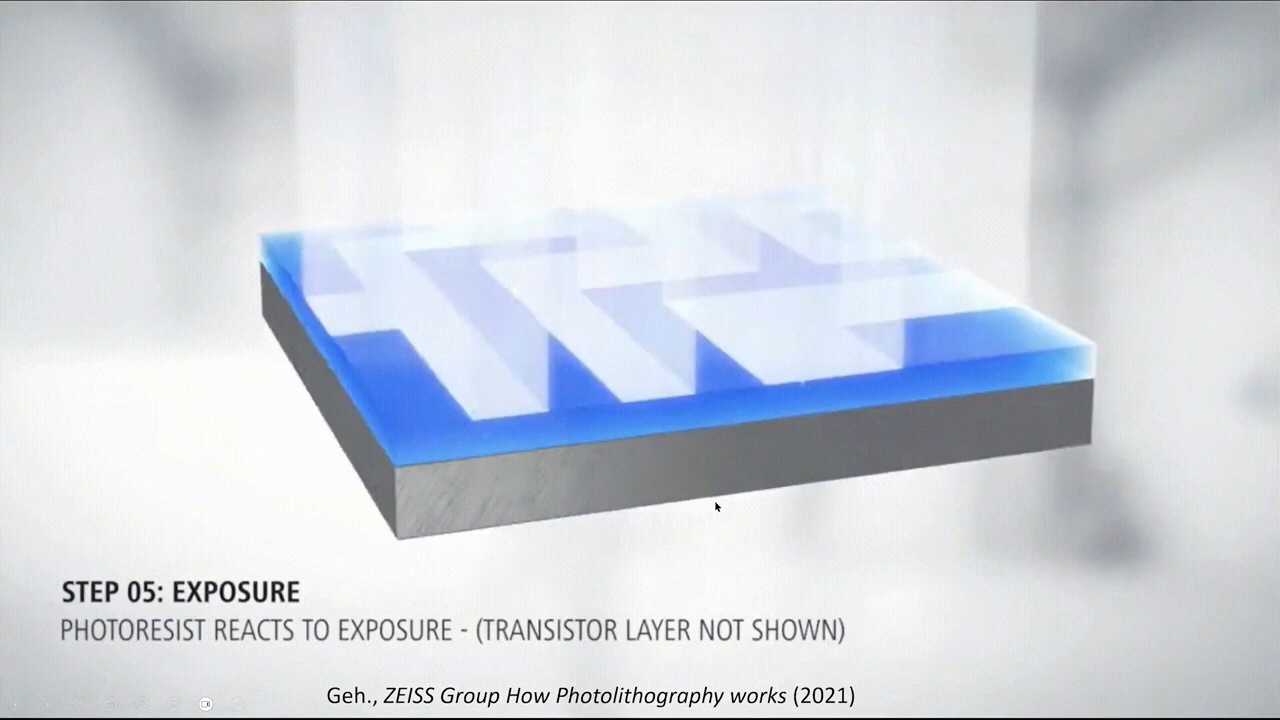 STEP 05: EXPOSURE
PHOTORESIST REACTS TO EXPOSURE - (TRANSISTOR LAYER NOT SHOWN)
Geh., ZEISS Group How Photolithography works (2021)